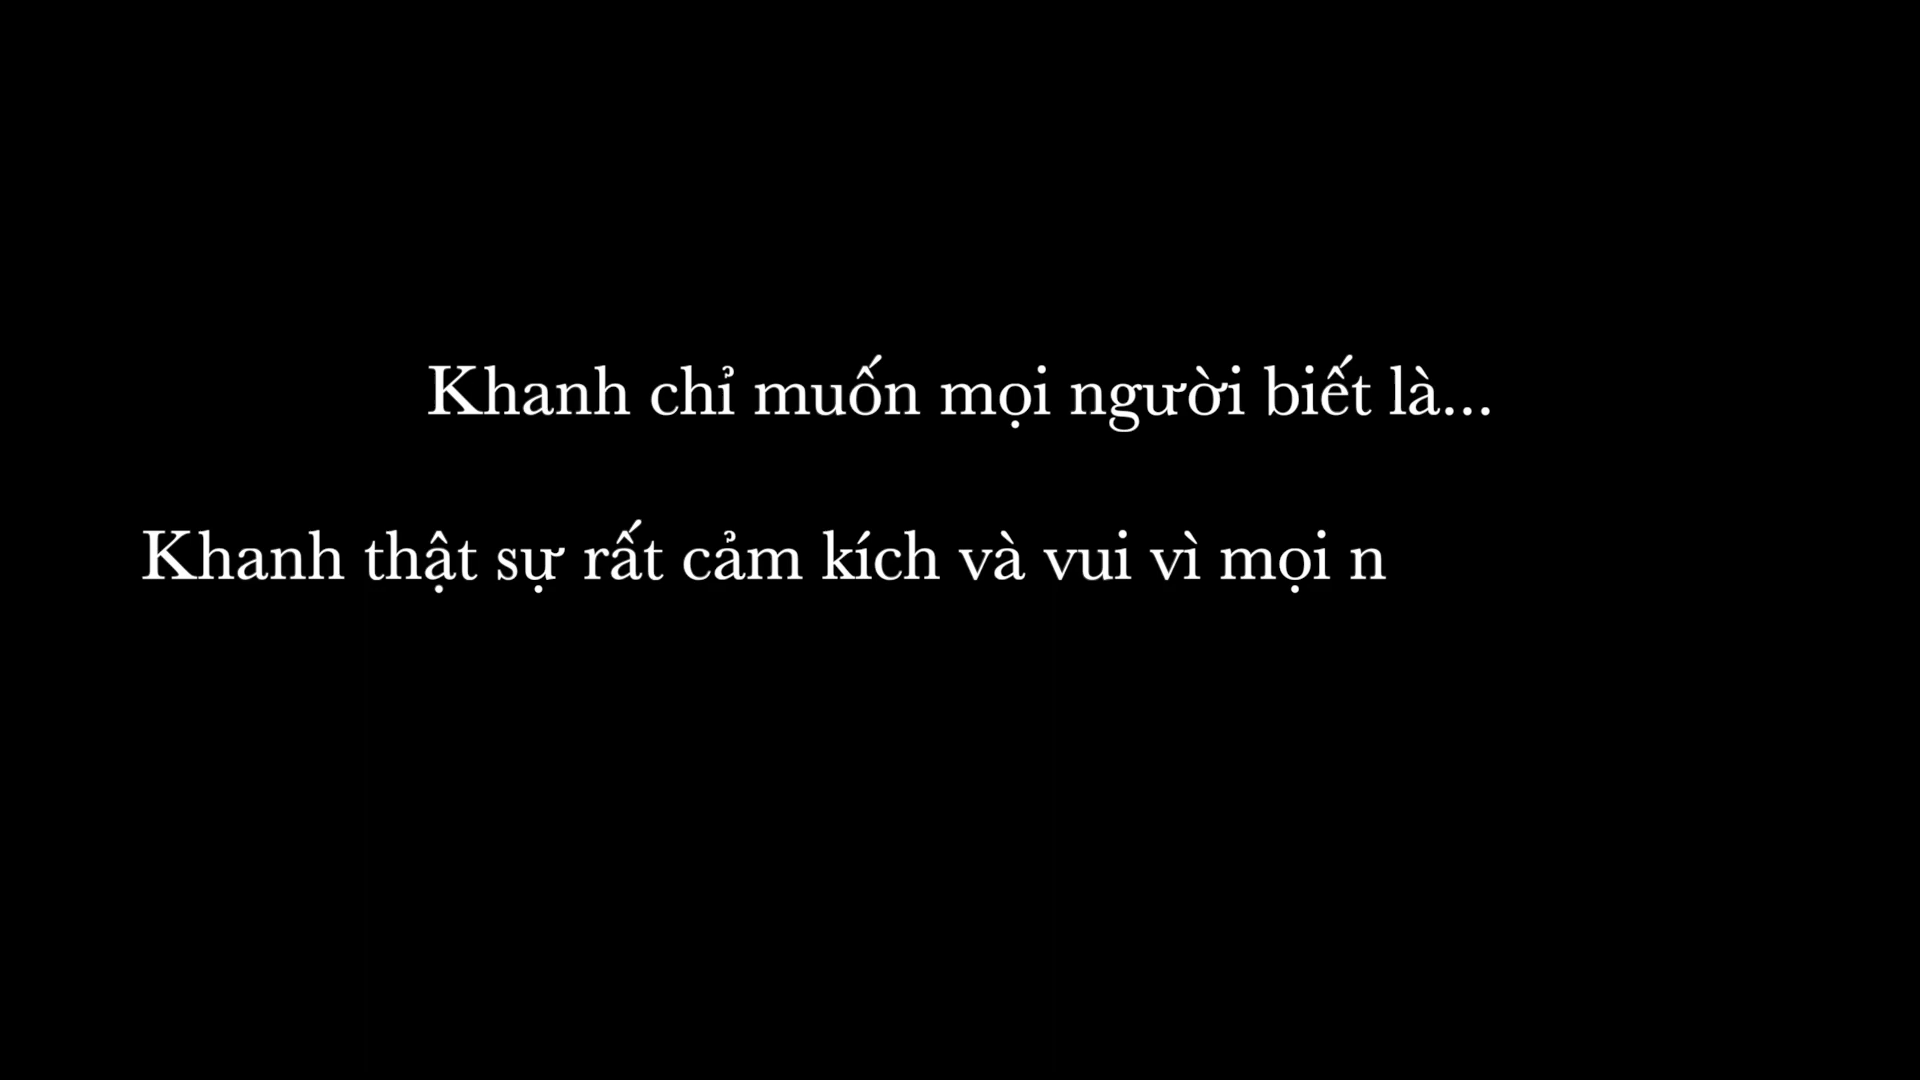 Khanh chỉ muốn mọi người biết là...
Khanh thật sự rất cảm kích và vui vì mọi n